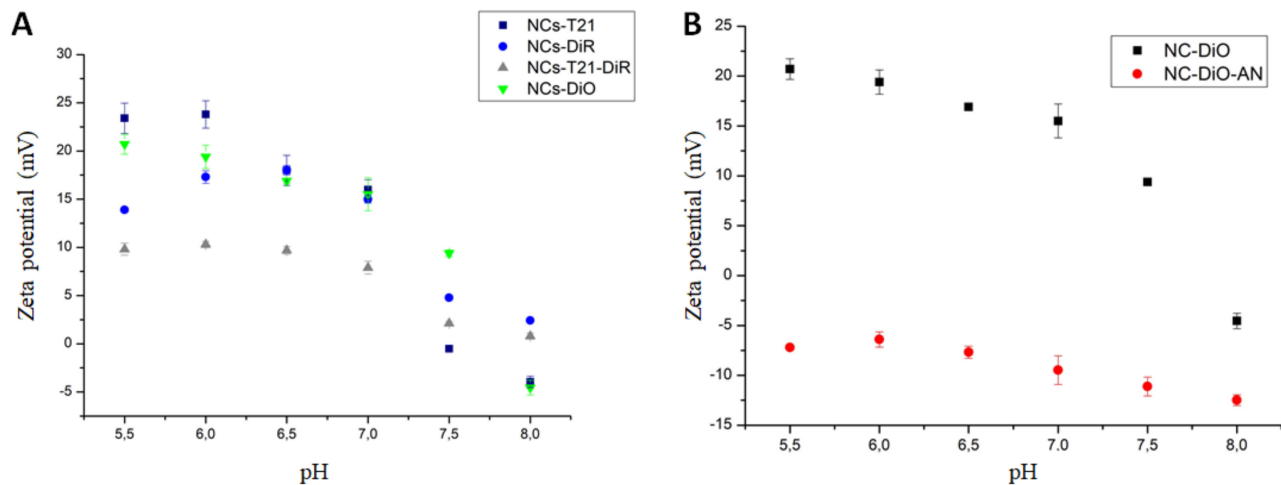 A
NCs-T21
NCs-DiR
NCs-T21-DiR
NCs-DiO
Zeta potential (mV)
30
25
20
15
10
5
0
-5
5,5 6,0 6,5 7,0 7,5 8,0
pH
B
NC-DiO
NC-DiO-AN
Zeta potential (mV)
25
20
15
10
5
0
-5
-10
-15
5,5 6,0 6,5 7.0 7,5 8,0
pH